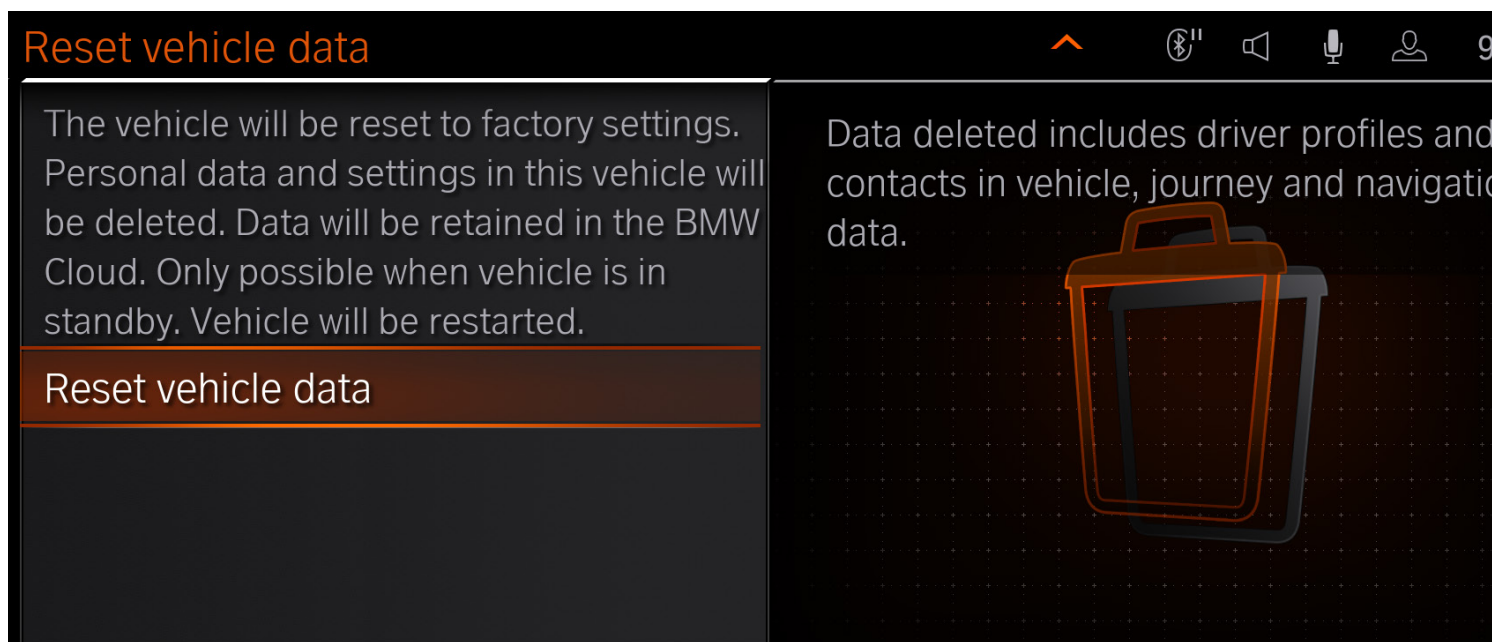 Reset vehicle data
The vehicle will be reset to factory settings.
Personal data and settings in this vehicle will
be deleted. Data will be retained in the BMW
Cloud. Only possible when vehicle is in
standby. Vehicle will be restarted.
Reset vehicle data
Data deleted includes driver profiles and
contacts in vehicle, journey and
data.